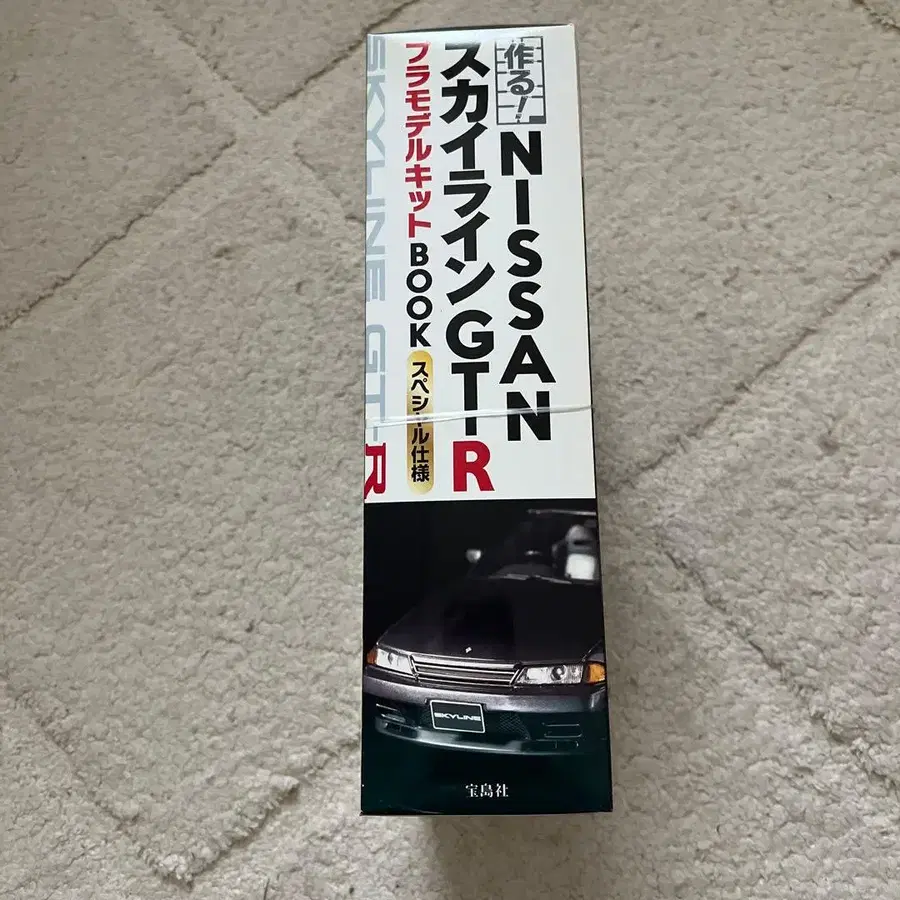 作る!
NISSAN
スカイラインGT-R
プラモデルキットBOOK
スペシャル仕様
SKYLINE GT-R
SKYLINE
宝島社